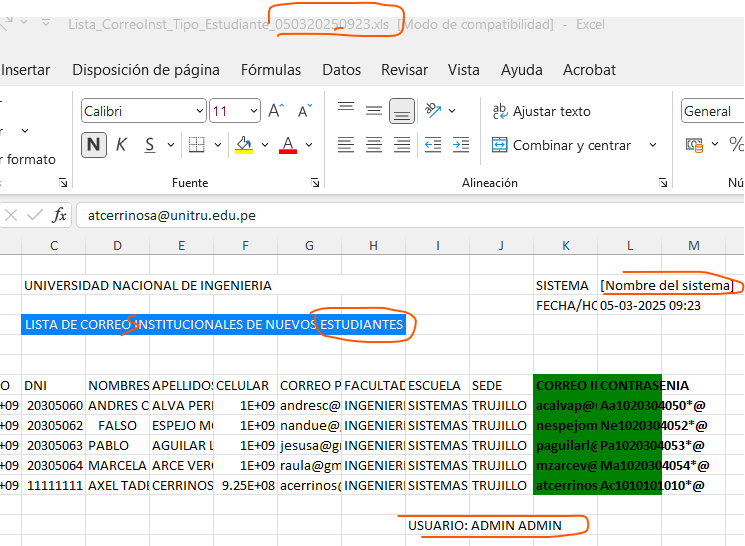 Lista_CorreoInst_Tipo_Estudiante_050320250923.xls [Modo de compatibilidad] - Excel
Insertar Disposición de página Fórmulas Datos Revisar Vista Ayuda Acrobat
Calibri 11 ab Ajustar texto General
N K S A Combinar y centrar %
r formato
Fuente Alineación Nú
fx atcerrinosa@unitru.edu.pe
C D E F G H I J K L M
UNIVERSIDAD NACIONAL DE INGENIERIA SISTEMA [Nombre del sistema]
FECHA/HO 05-03-2025 09:23
LISTA DE CORREOS INSTITUCIONALES DE NUEVOS ESTUDIANTES
O DNI NOMBRES APELLIDOS CELULAR CORREO P FACULTAD ESCUELA SEDE CORREO II CONTRASENIA
+09 20305060 ANDRES C ALVA PERI 1E+09 andresc@ INGENIERI SISTEMAS TRUJILLO acalvap@ Aa1020304050*@
+09 20305062 FALSO ESPEJO MO 1E+09 nandue@ INGENIERI SISTEMAS TRUJILLO nespejom Ne1020304052*@
+09 20305063 PABLO AGUILAR L 1E+09 jesusa@g INGENIERI SISTEMAS TRUJILLO paguilarl@ Pa1020304053*@
+09 20305064 MARCELA ARCE VERG 1E+09 raula@gm INGENIERI SISTEMAS TRUJILLO mzarcev@ Ma1020304054*@
+09 11111111 AXEL TADE CERRINOS 9.25E+08 acerrinos@ INGENIERI SISTEMAS TRUJILLO atcerrinos Ac1010101010*@
USUARIO: ADMIN ADMIN